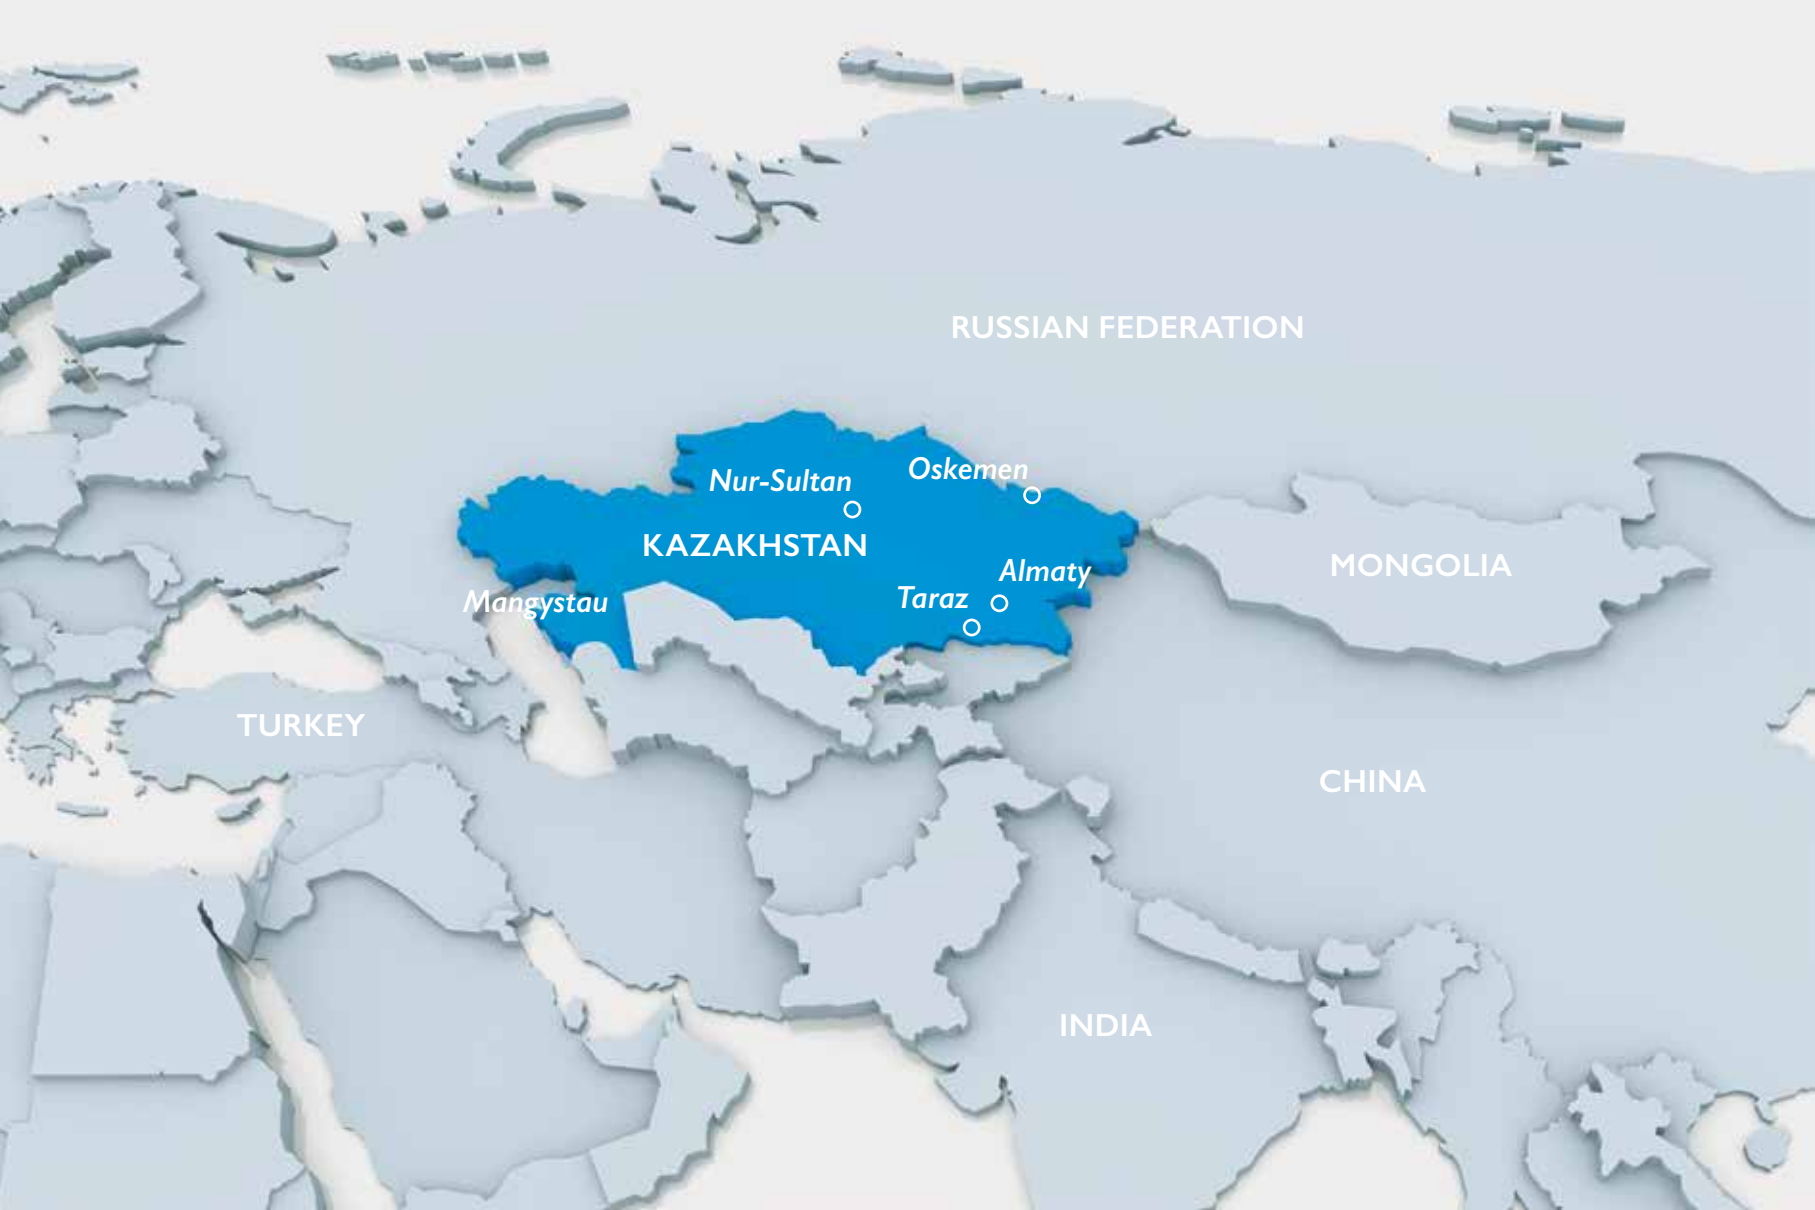 RUSSIAN FEDERATION
Oskemen
Nur-Sultan
KAZAKHSTAN
MONGOLIA
Almaty
Taraz
Mangystau
TURKEY
CHINA
INDIA